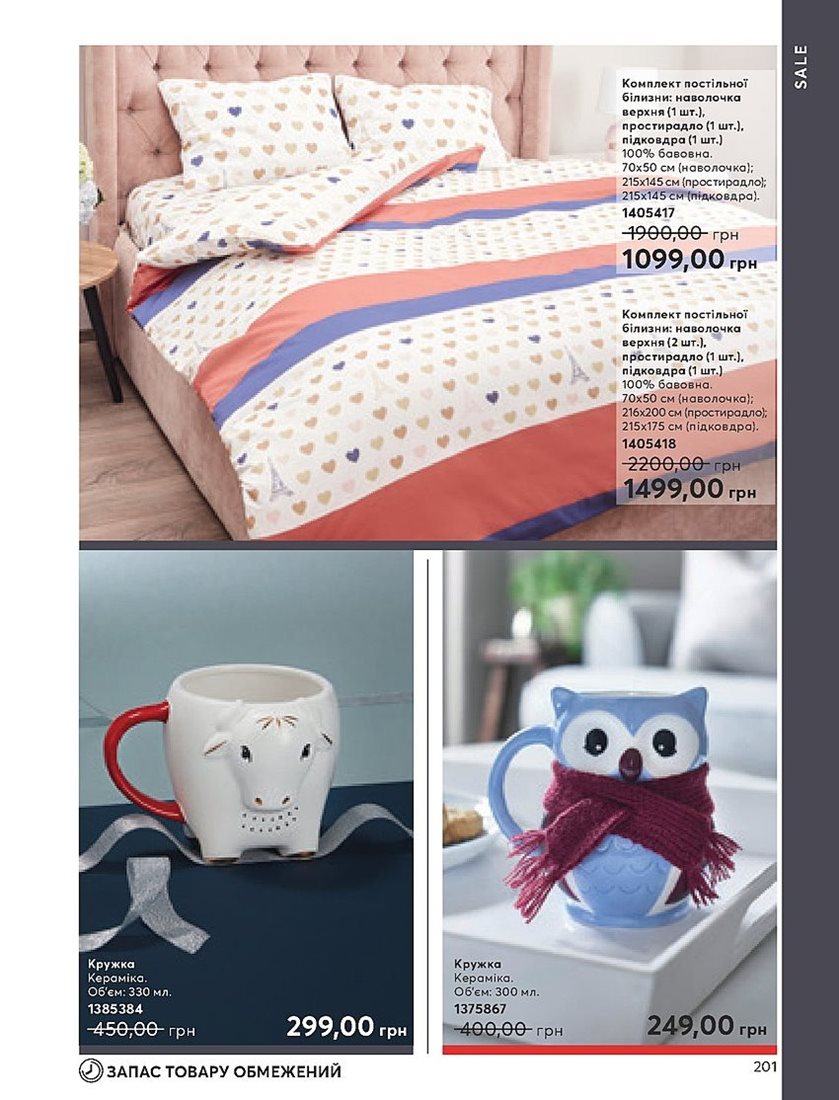 SALE
Комплект постільної
білизни: наволочка
верхня (1 шт.),
простирадло (1 шт.),
підковдра (1 шт.)
100% бавовна.
70х50 см (наволочка);
215х145 см (простирадло);
215х145 см (підковдра).
1405417
1900,00 грн
1099,00 грн
Комплект постільної
білизни: наволочка
верхня (2 шт.),
простирадло (1 шт.),
підковдра (1 шт.)
100% бавовна.
70х50 см (наволочка);
216х200 см (простирадло);
215х175 см (підковдра).
1405418
2200,00 грн
1499,00 грн
Кружка
Кераміка.
Об'єм: 330 мл.
1385384
450,00 грн
299,00 грн
Кружка
Кераміка.
Об'єм: 300 мл.
1375867
400,00 грн
249,00 грн
ЗАПАС ТОВАРУ ОБМЕЖЕНИЙ
201